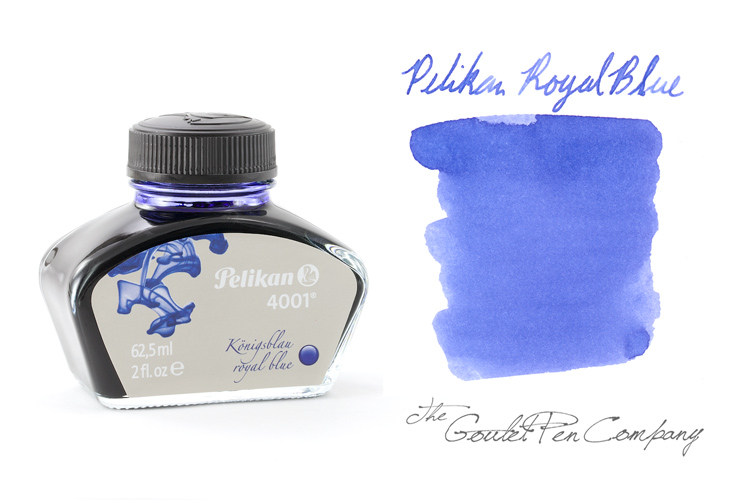 Pelikan
4001®
62,5 ml
2 fl. oz ℮
Königsblau
royal blue
Pelikan Royal Blue
The Goulet Pen Company